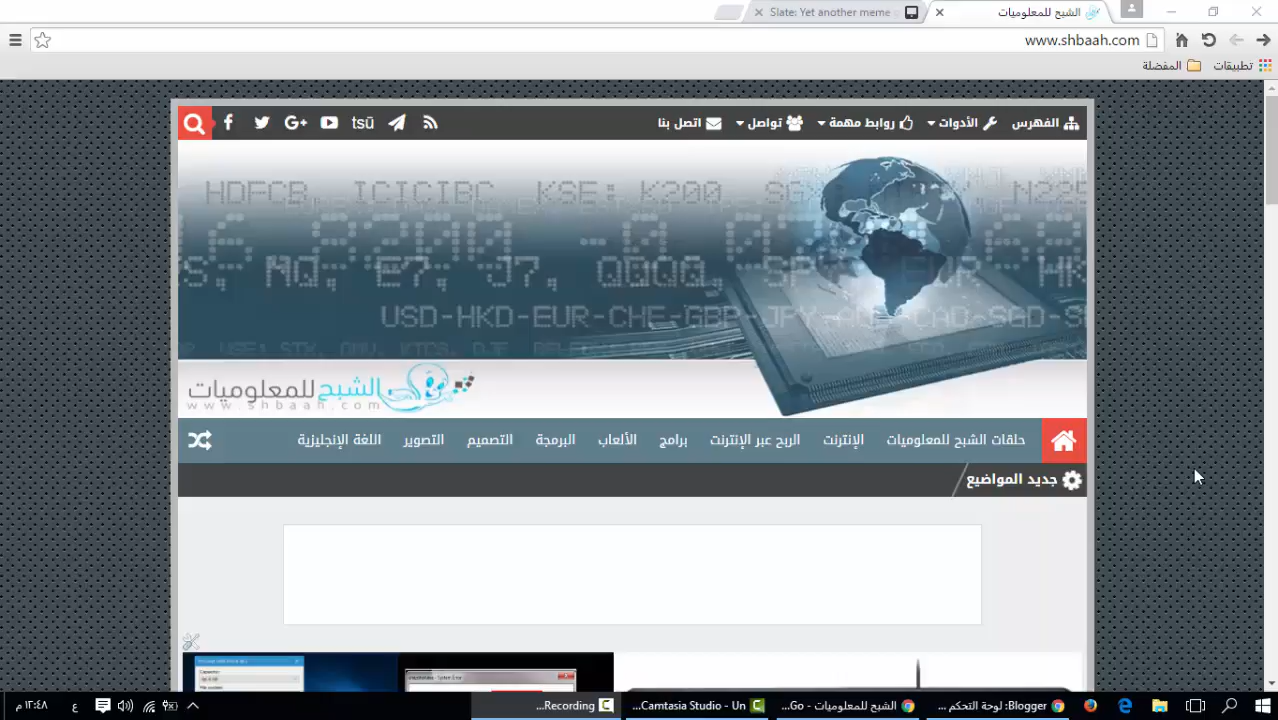 الشبح للمعلوميات
Slate: Yet another meme
www.shbaah.com
تطبيقات
المفضلة
الفهرس
الأدوات
روابط مهمة
تواصل
اتصل بنا
tsū
G+
HDFCB ICICIBC KSE: K200
USD-HKD-EUR-CHE-GBP-JPY
CAD-SGD-S
الشبح للمعلوميات
www.shbaah.com
حلقات الشبح للمعلوميات
الإنترنت
الربح عبر الإنترنت
برامج
الألعاب
البرمجة
التصميم
التصوير
اللغة الإنجليزية
جديد المواضيع
Blogger: لوحة التحكم ...
الشبح للمعلوميات - Go...
Camtasia Studio - Un...
Recording...
ع
١٢:٤٨ م